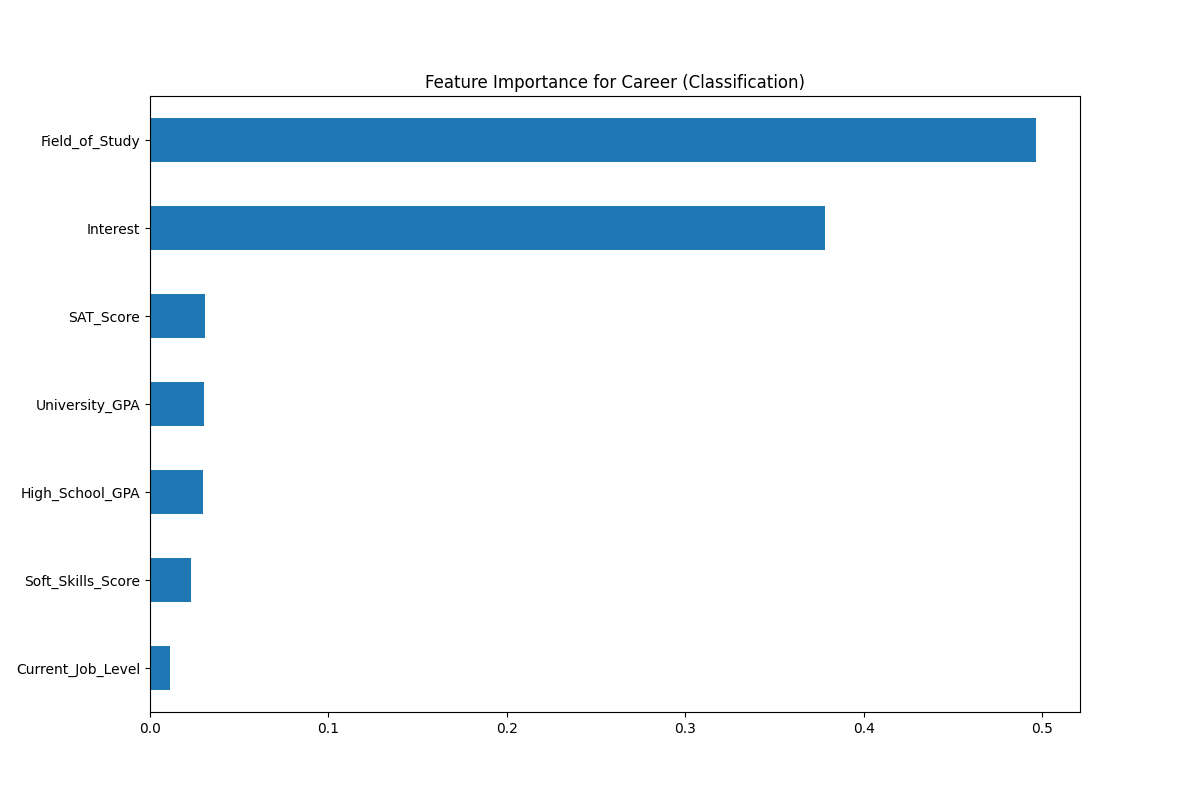 Feature Importance for Career (Classification)
Field_of_Study
Interest
SAT_Score
University_GPA
High_School_GPA
Soft_Skills_Score
Current_Job_Level
0.0 0.1 0.2 0.3 0.4 0.5